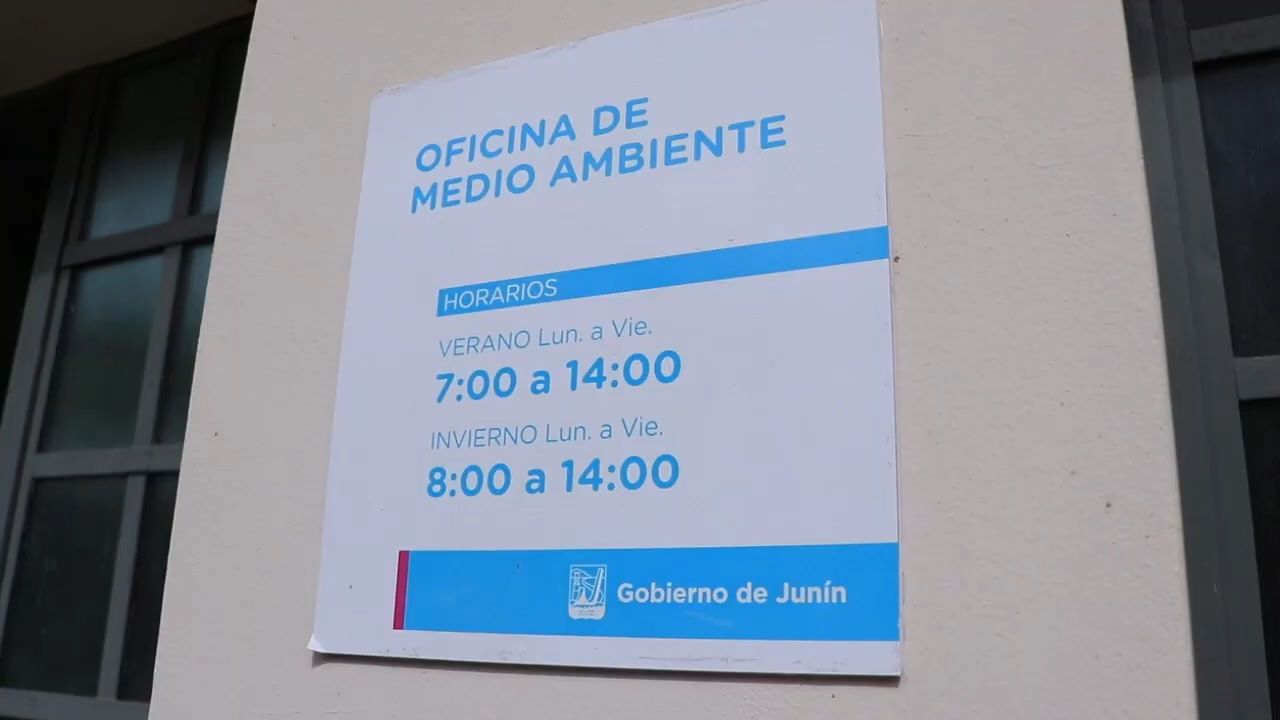 OFICINA DE
MEDIO AMBIENTE
HORARIOS
VERANO Lun. a Vie.
7:00 a 14:00
INVIERNO Lun. a Vie.
8:00 a 14:00
Gobierno de Junín